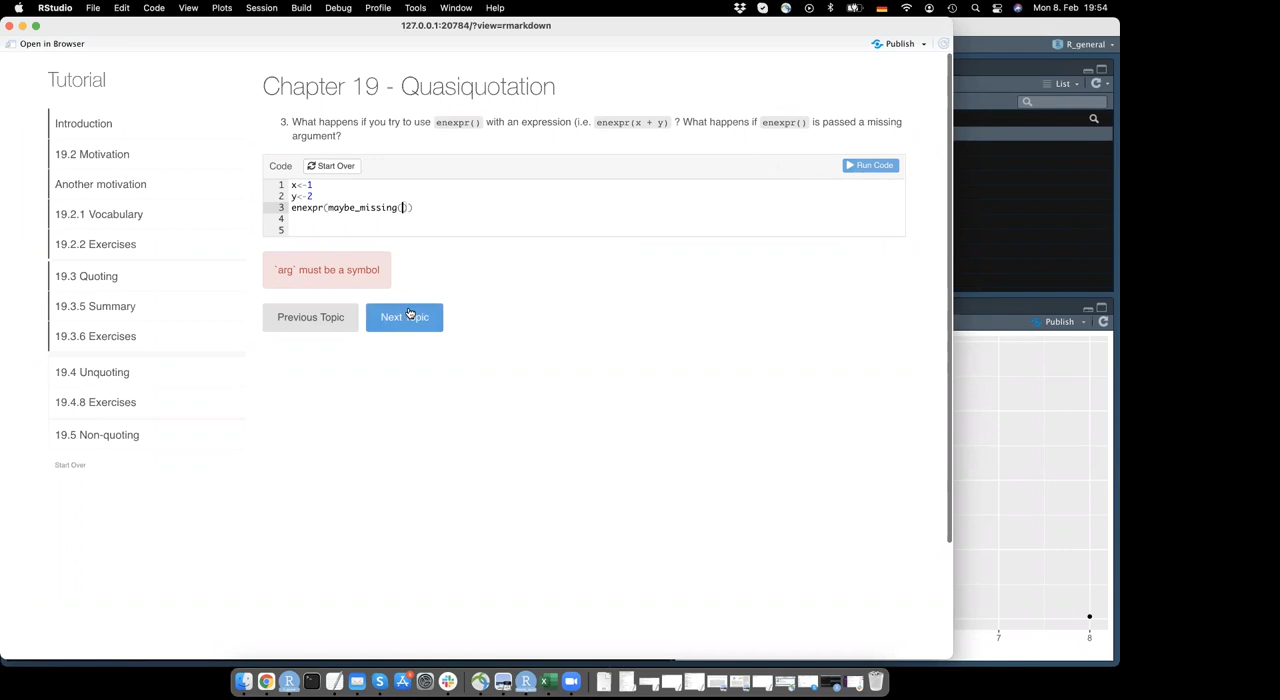 RStudio File Edit Code View Plots Session Build Debug Profile Tools Window Help Mon 8. Feb 19:54
127.0.0.1:20784/?view=rmarkdown
Open in Browser Publish
R_general
Tutorial
Chapter 19 - Quasiquotation
List
3. What happens if you try to use enexpr() with an expression (i.e. enexpr(x + y) ? What happens if enexpr() is passed a missing
argument?
Introduction
19.2 Motivation
Another motivation
19.2.1 Vocabulary
19.2.2 Exercises
19.3 Quoting
19.3.5 Summary
19.3.6 Exercises
19.4 Unquoting
19.4.8 Exercises
19.5 Non-quoting
Start Over
Code Start Over Run Code
1 x<-1
2 y<-2
3 enexpr(maybe_missing())
4
5
`arg` must be a symbol
Previous Topic Next Topic
Publish
7 8